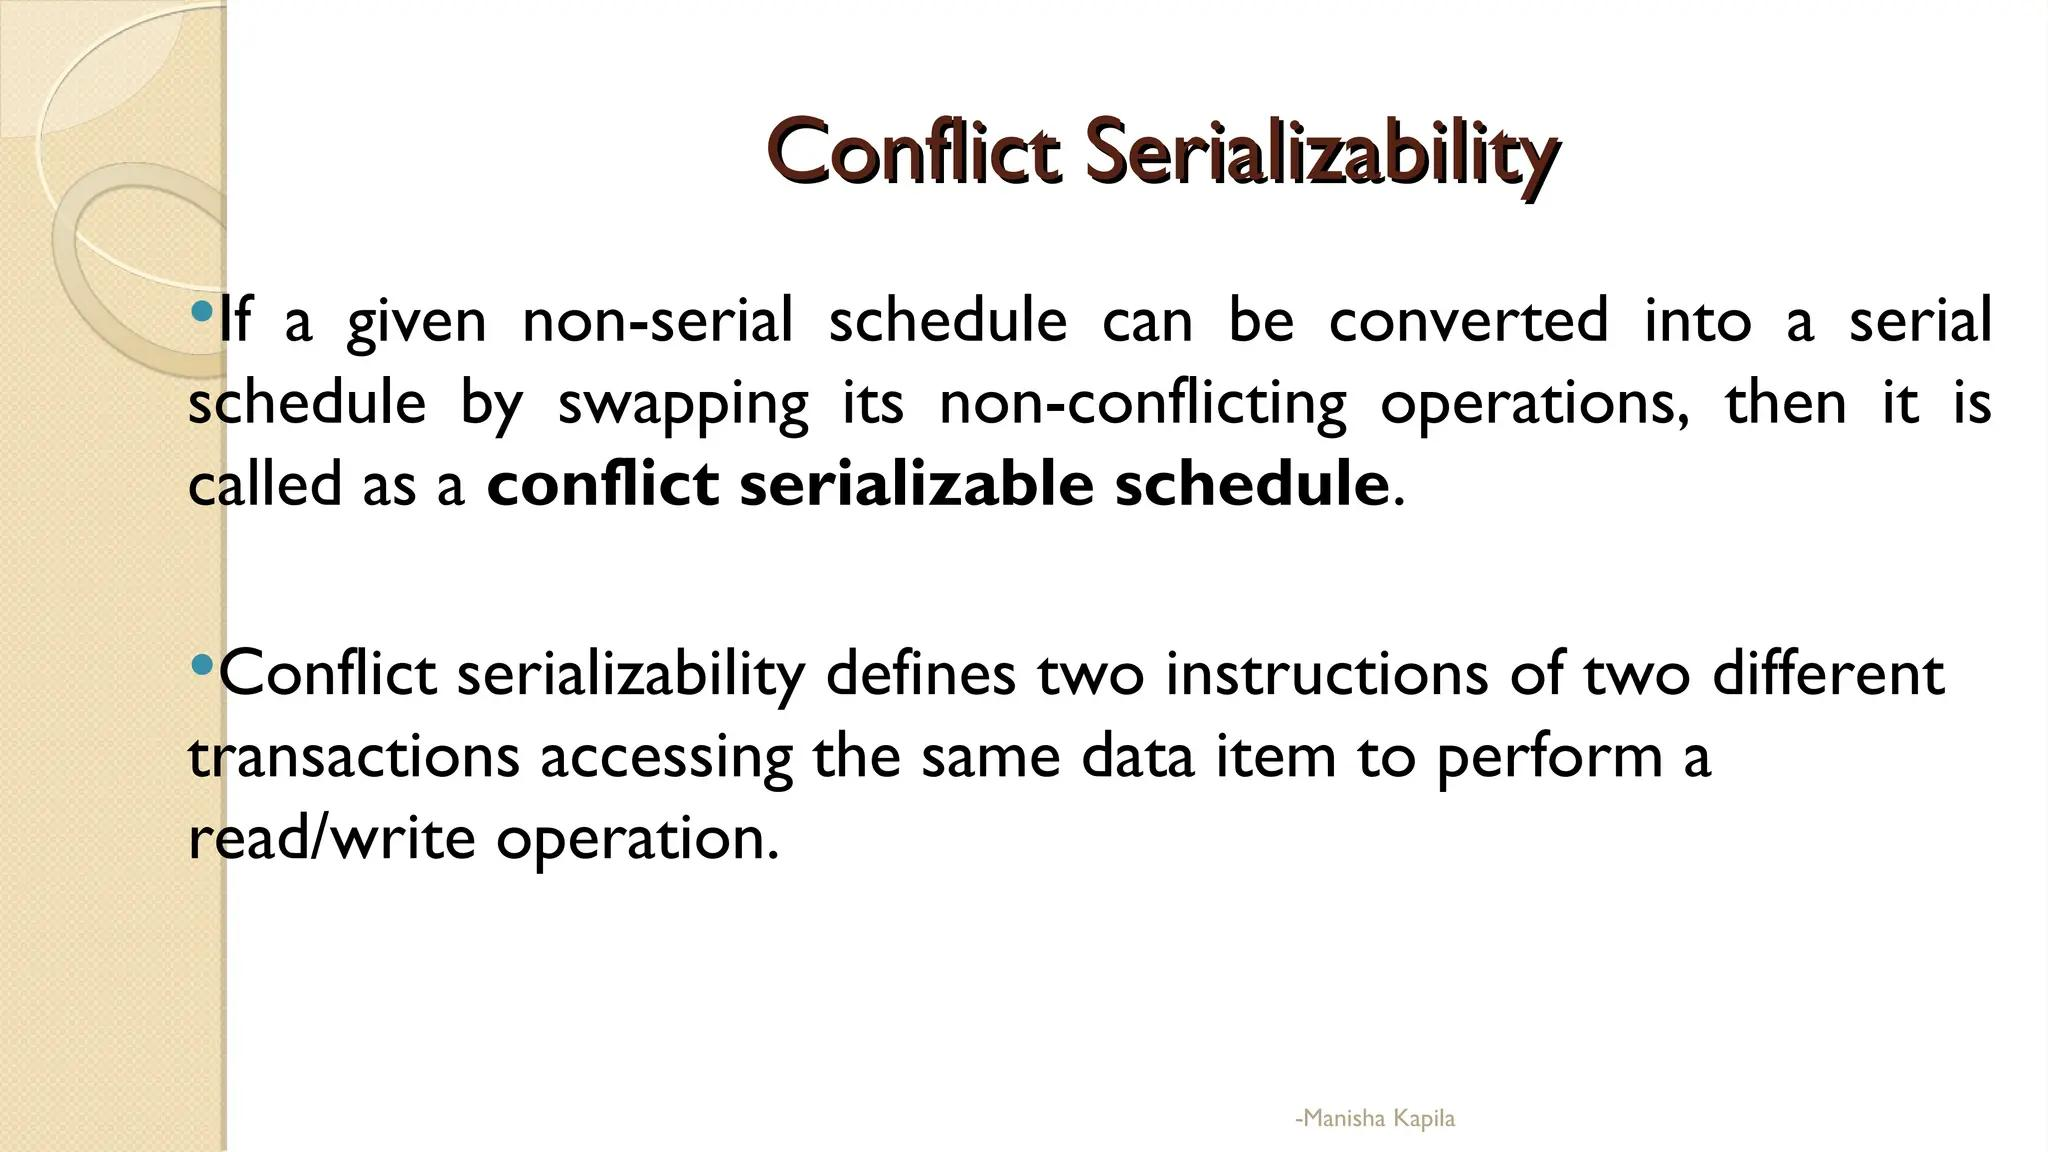 Conflict Serializability
•If a given non-serial schedule can be converted into a serial
schedule by swapping its non-conflicting operations, then it is
called as a conflict serializable schedule.
•Conflict serializability defines two instructions of two different
transactions accessing the same data item to perform a
read/write operation.
-Manisha Kapila